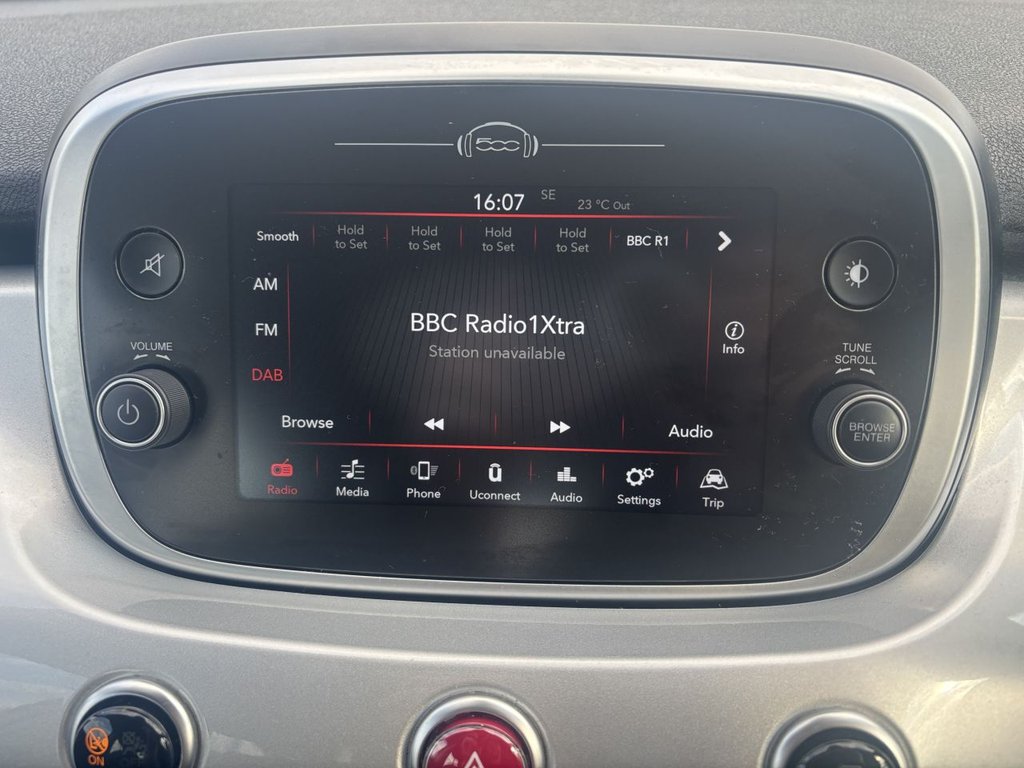 500
16:07 SE 23 °C Out
Smooth
Hold
to Set
Hold
to Set
Hold
to Set
Hold
to Set
BBC R1
AM
FM
DAB
BBC Radio1Xtra
Station unavailable
Info
VOLUME
TUNE
SCROLL
BROWSE
ENTER
Browse
Audio
Radio
Media
Phone
Uconnect
Audio
Settings
Trip
ON